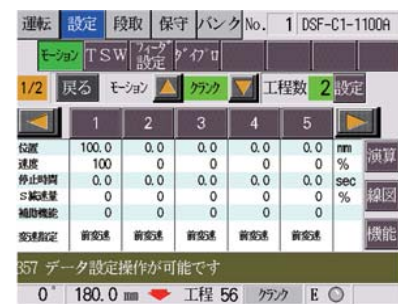 運転 設定 段取 保守 バンクNo. 1 DSF-C1-1100A
モーション TSW フィーダ設定 ダイプロ
1/2 戻る モーション クランク 工程数 2 設定
1 2 3 4 5
位置 100.0 0.0 0.0 0.0 0.0 mm 演算
速度 100 0 0 0 0 %
停止時間 0.0 0.0 0.0 0.0 0.0 sec
S減速量 0 0 0 0 0 % 線図
補助機能 0 0 0 0 0
変速指定 前変速 前変速 前変速 前変速 前変速 機能
357 データ設定操作が可能です
0° 180.0 mm 工程 56 クランク E